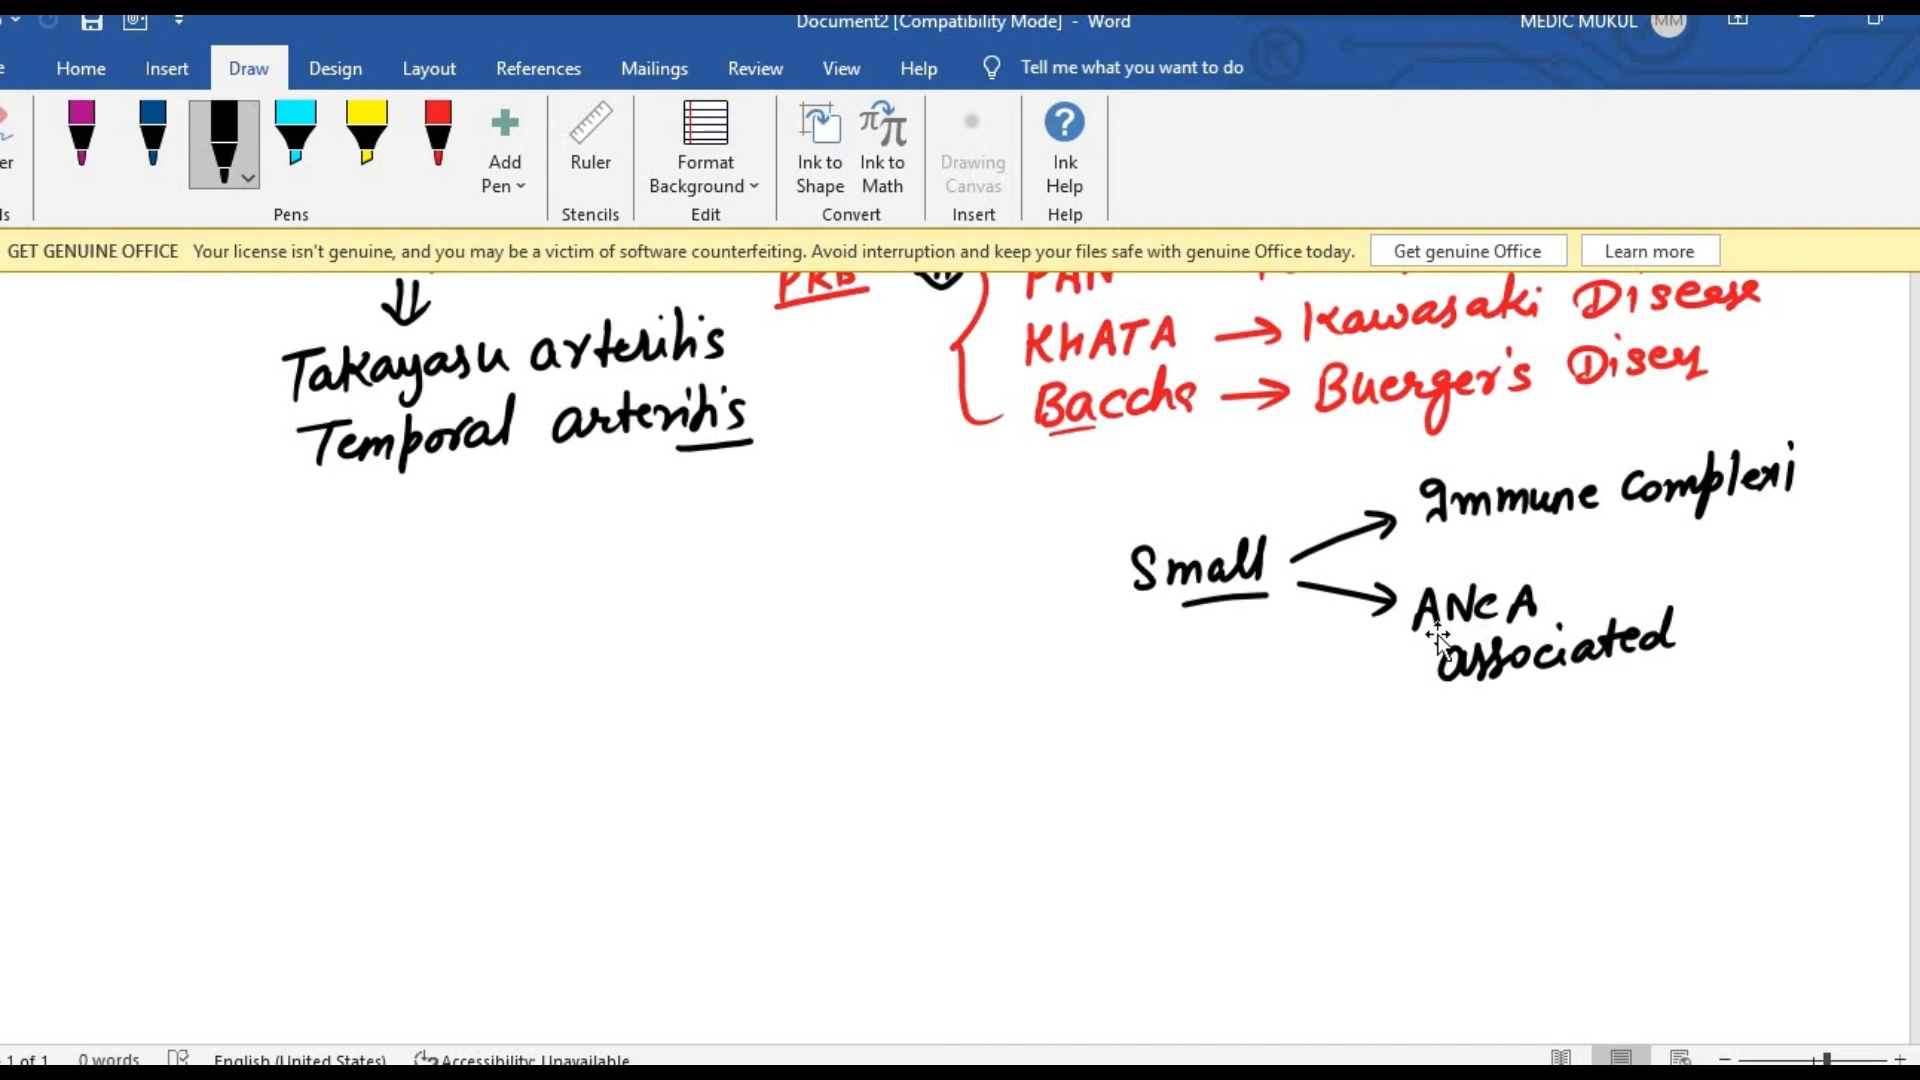 Document2 [Compatibility Mode] - Word
MEDIC MUKUL MM
Home Insert Draw Design Layout References Mailings Review View Help Tell me what you want to do
Add Pen
Ruler
Format Background
Ink to Shape
Ink to Math
Drawing Canvas
Ink Help
Pens Stencils Edit Convert Insert Help
GET GENUINE OFFICE Your license isn't genuine, and you may be a victim of software counterfeiting. Avoid interruption and keep your files safe with genuine Office today. Get genuine Office Learn more
PKB
PAN
KHATA → Kawasaki Disease
Takayasu arteritis
Baccha → Buerger's
Temporal arteritis
Immune
Small
ANCA
associated
1 of 1 0 words English (United States) Accessibility: Unavailable